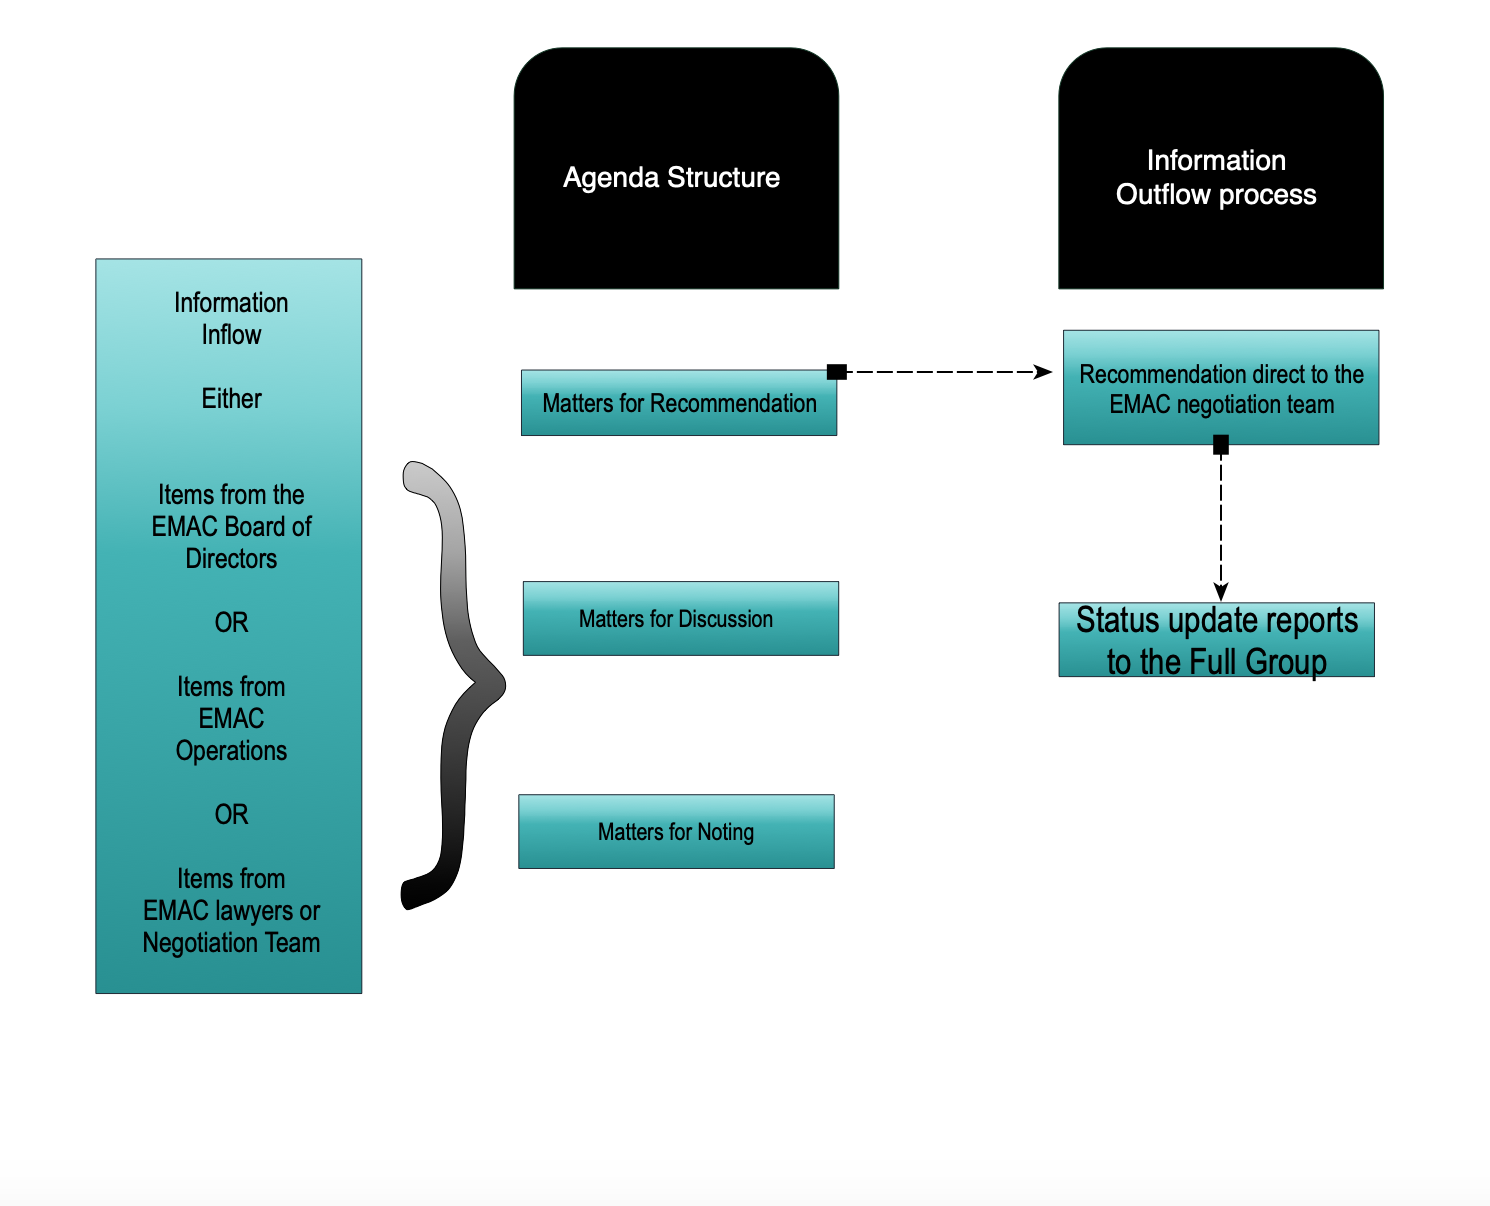 Agenda Structure
Information
Outflow process
Information
Inflow
Either
Items from the
EMAC Board of
Directors
OR
Items from
EMAC
Operations
OR
Items from
EMAC lawyers or
Negotiation Team
Matters for Recommendation
Matters for Discussion
Matters for Noting
Recommendation direct to the
EMAC negotiation team
Status update reports
to the Full Group